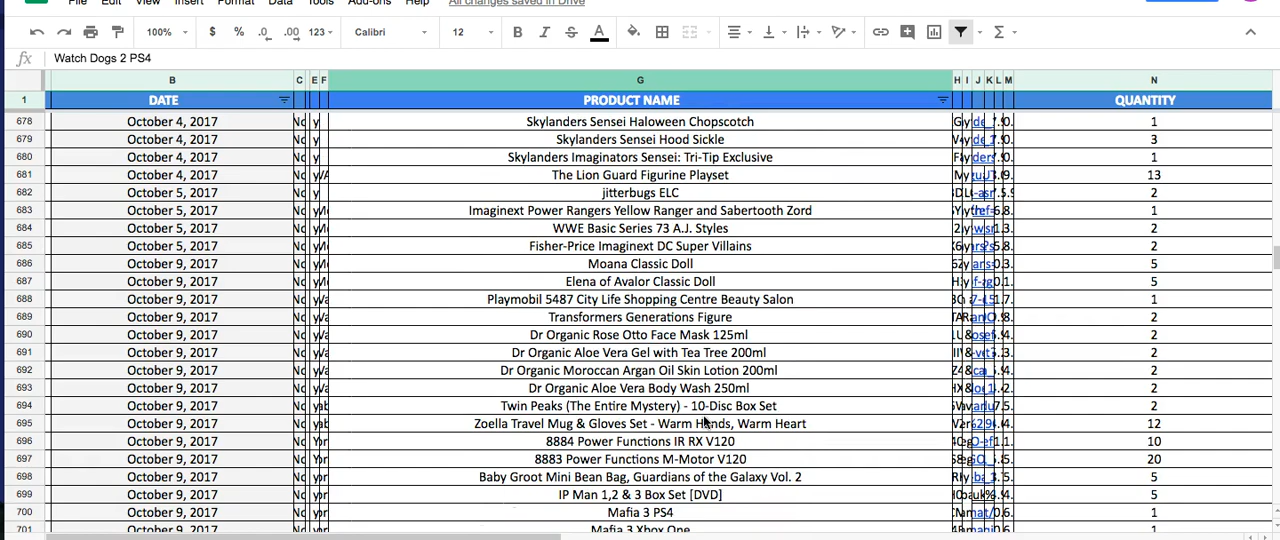 File Edit View Insert Format Data Tools Add-ons Help All changes saved in Drive
100% $ % .0 .00 123 Calibri 12 B I S A
fx Watch Dogs 2 PS4
B C E F G H I J K L M N
1 DATE PRODUCT NAME QUANTITY
678 October 4, 2017 Skylanders Sensei Haloween Chopscotch 1
679 October 4, 2017 Skylanders Sensei Hood Sickle 3
680 October 4, 2017 Skylanders Imaginators Sensei: Tri-Tip Exclusive 1
681 October 4, 2017 The Lion Guard Figurine Playset 13
682 October 5, 2017 jitterbugs ELC 2
683 October 5, 2017 Imaginext Power Rangers Yellow Ranger and Sabertooth Zord 1
684 October 5, 2017 WWE Basic Series 73 A.J. Styles 2
685 October 5, 2017 Fisher-Price Imaginext DC Super Villains 2
686 October 9, 2017 Moana Classic Doll 5
687 October 9, 2017 Elena of Avalor Classic Doll 5
688 October 9, 2017 Playmobil 5487 City Life Shopping Centre Beauty Salon 1
689 October 9, 2017 Transformers Generations Figure 2
690 October 9, 2017 Dr Organic Rose Otto Face Mask 125ml 2
691 October 9, 2017 Dr Organic Aloe Vera Gel with Tea Tree 200ml 2
692 October 9, 2017 Dr Organic Moroccan Argan Oil Skin Lotion 200ml 2
693 October 9, 2017 Dr Organic Aloe Vera Body Wash 250ml 2
694 October 9, 2017 Twin Peaks (The Entire Mystery) - 10-Disc Box Set 2
695 October 9, 2017 Zoella Travel Mug & Gloves Set - Warm Hands, Warm Heart 12
696 October 9, 2017 8884 Power Functions IR RX V120 10
697 October 9, 2017 8883 Power Functions M-Motor V120 20
698 October 9, 2017 Baby Groot Mini Bean Bag, Guardians of the Galaxy Vol. 2 5
699 October 9, 2017 IP Man 1,2 & 3 Box Set [DVD] 5
700 October 9, 2017 Mafia 3 PS4 1
701 October 9, 2017 Mafia 3 Xbox One 1